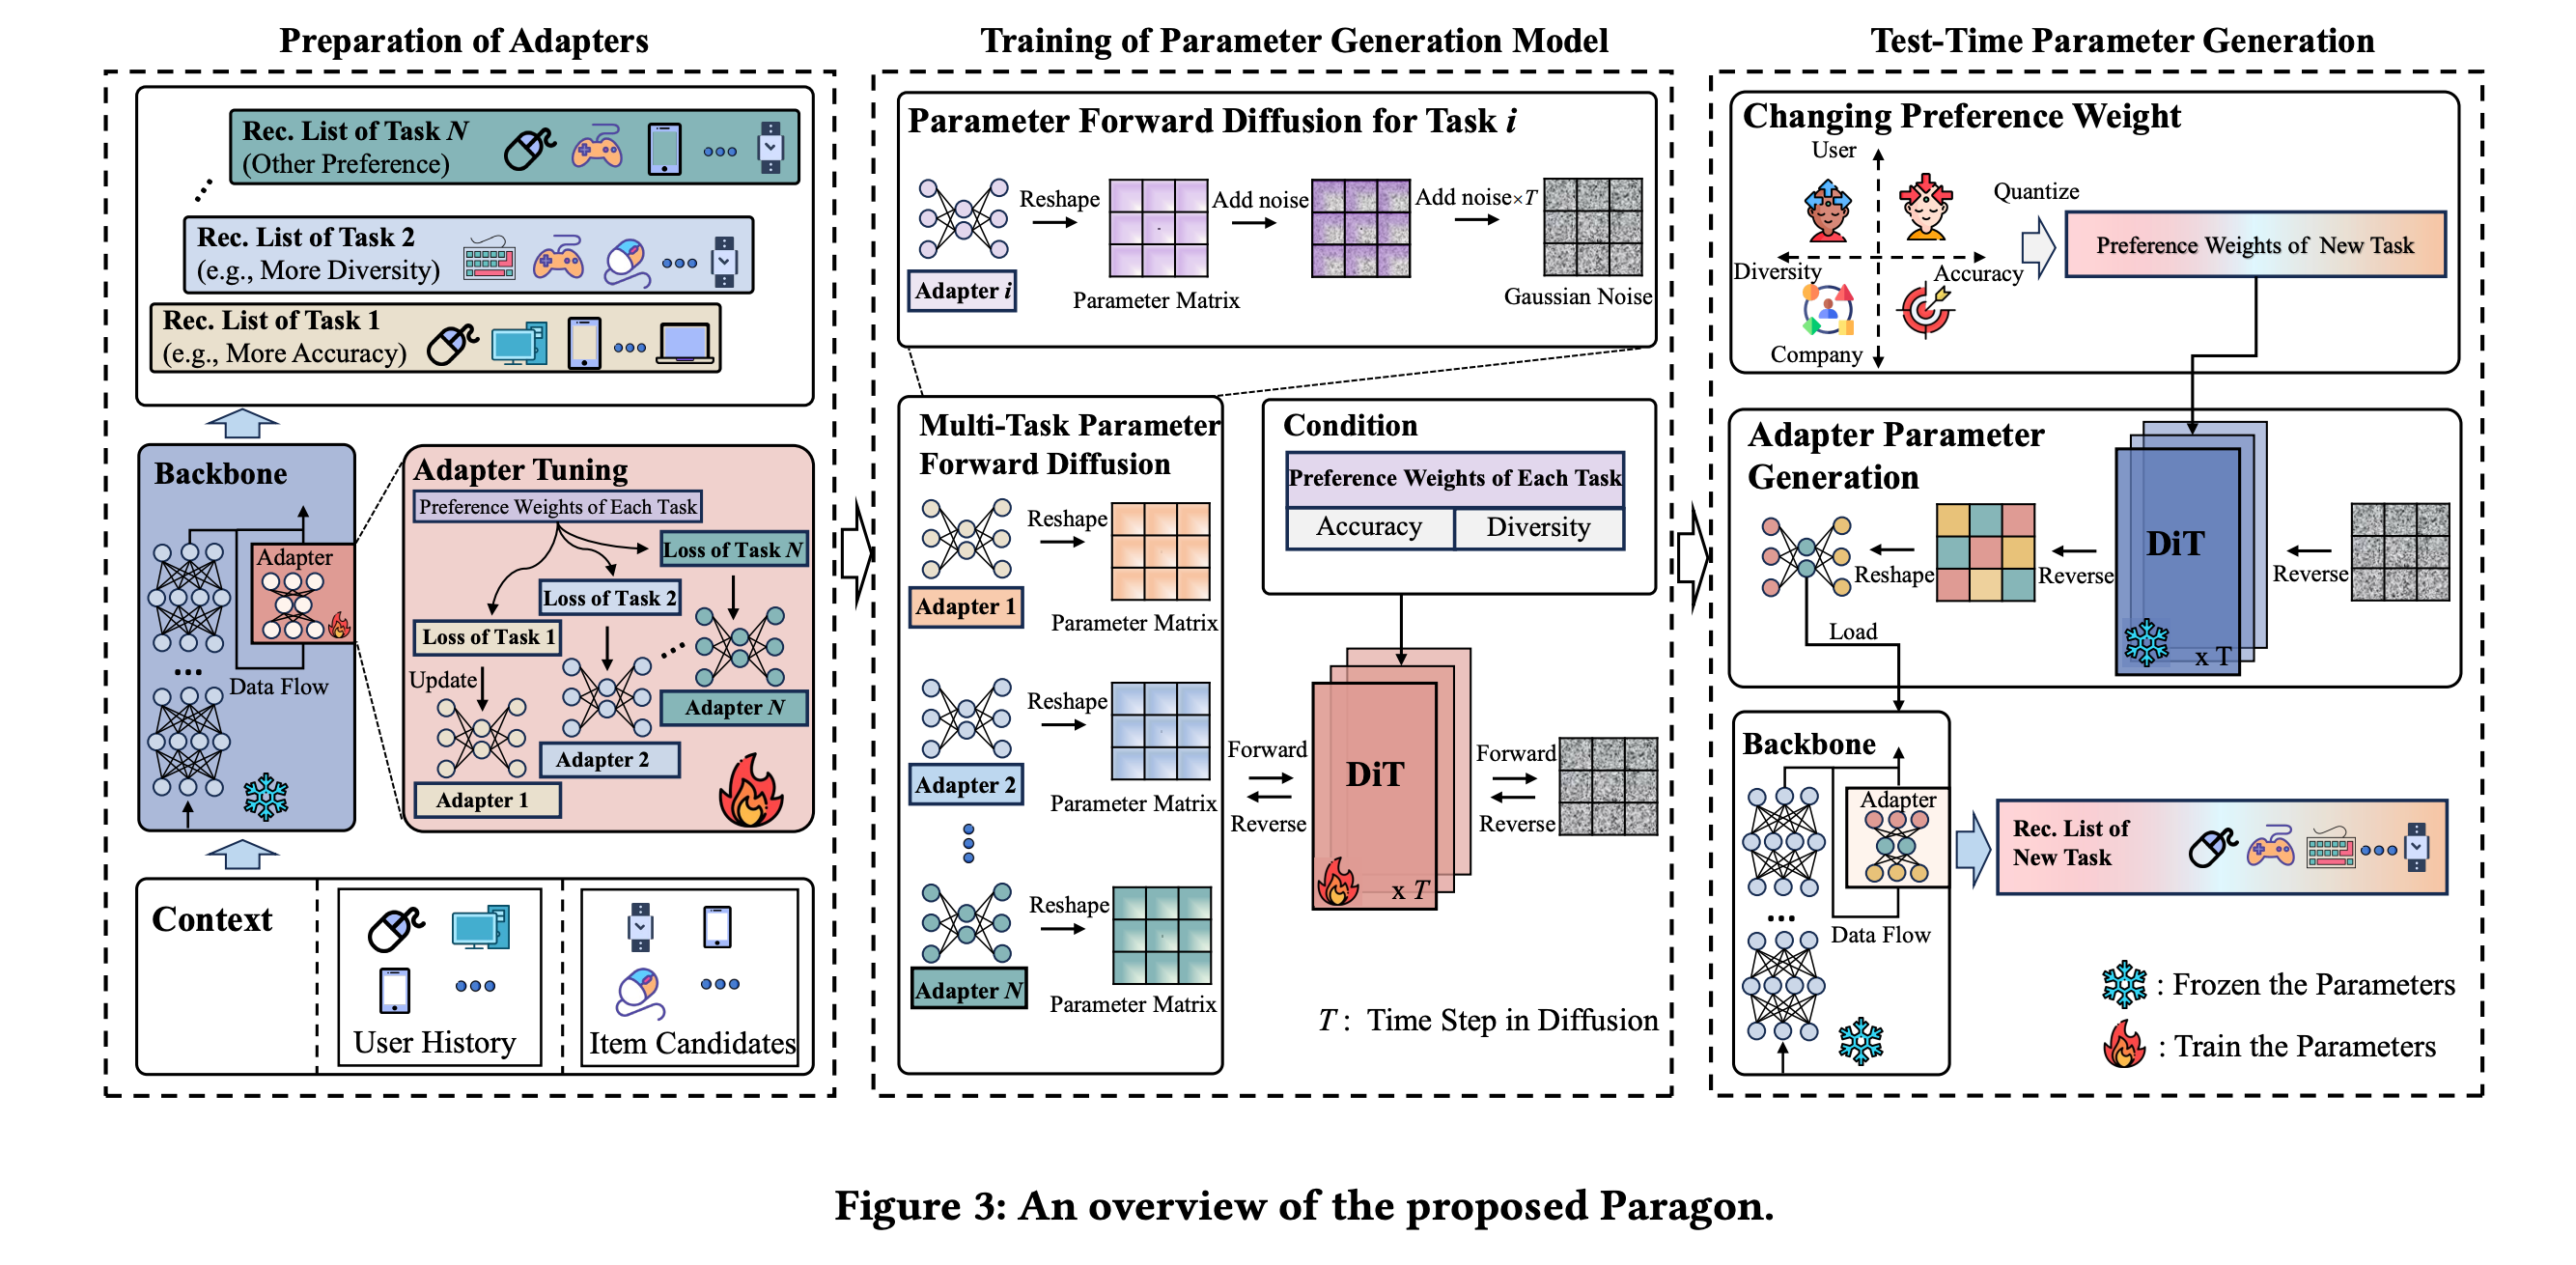 Preparation of Adapters
Rec. List of Task N
(Other Preference)
Rec. List of Task 2
(e.g., More Diversity)
Rec. List of Task 1
(e.g., More Accuracy)
Backbone
Adapter
Data Flow
Adapter Tuning
Preference Weights of Each Task
Loss of Task N
Loss of Task 2
Loss of Task 1
Update
Adapter N
Adapter 2
Adapter 1
Context
User History
Item Candidates
Training of Parameter Generation Model
Parameter Forward Diffusion for Task i
Reshape
Add noise
Add noise×T
Adapter i
Parameter Matrix
Gaussian Noise
Multi-Task Parameter
Forward Diffusion
Reshape
Adapter 1
Parameter Matrix
Reshape
Adapter 2
Parameter Matrix
Reshape
Adapter N
Parameter Matrix
Condition
Preference Weights of Each Task
Accuracy
Diversity
Forward
Reverse
DiT
x T
Forward
Reverse
T : Time Step in Diffusion
Test-Time Parameter Generation
Changing Preference Weight
User
Diversity
Accuracy
Company
Quantize
Preference Weights of New Task
Adapter Parameter
Generation
Reshape
Reverse
DiT
x T
Reverse
Load
Backbone
Adapter
Data Flow
Rec. List of
New Task
: Frozen the Parameters
: Train the Parameters
Figure 3: An overview of the proposed Paragon.